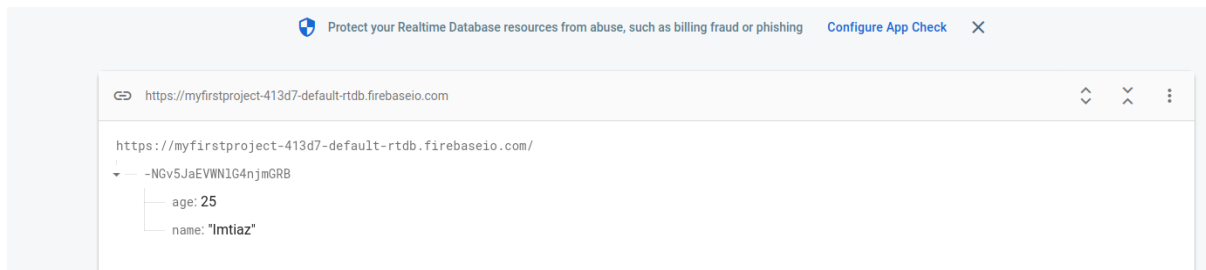 Protect your Realtime Database resources from abuse, such as billing fraud or phishing Configure App Check
https://myfirstproject-413d7-default-rtdb.firebaseio.com
https://myfirstproject-413d7-default-rtdb.firebaseio.com/
-NGv5JaEVWNlG4njmGRB
age: 25
name: "Imtiaz"